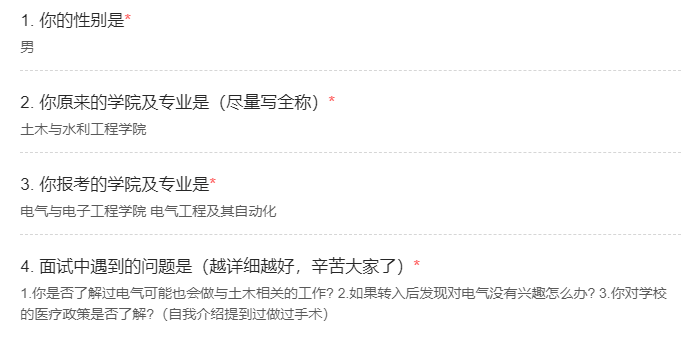 1. 你的性别是*
男
2. 你原来的学院及专业是（尽量写全称）*
土木与水利工程学院
3. 你报考的学院及专业是*
电气与电子工程学院 电气工程及其自动化
4. 面试中遇到的问题是（越详细越好，辛苦大家了）*
1.你是否了解过电气可能也会做与土木相关的工作? 2.如果转入后发现对电气没有兴趣怎么办? 3.你对学校
的医疗政策是否了解?（自我介绍提到过做过手术）